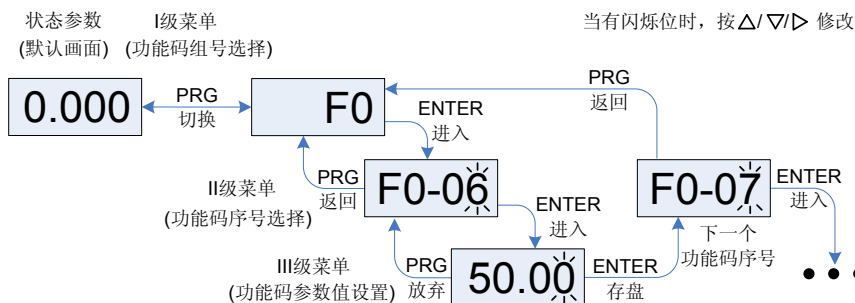 状态参数
(默认画面)
I级菜单
(功能码组号选择)
当有闪烁位时，按△/▽/▷ 修改
0.000
PRG
切换
F0
PRG
返回
ENTER
进入
II级菜单
(功能码序号选择)
PRG
返回
F0-06
F0-07
ENTER
进入
ENTER
进入
下一个
功能码序号
III级菜单
(功能码参数值设置)
PRG
放弃
50.00
ENTER
存盘